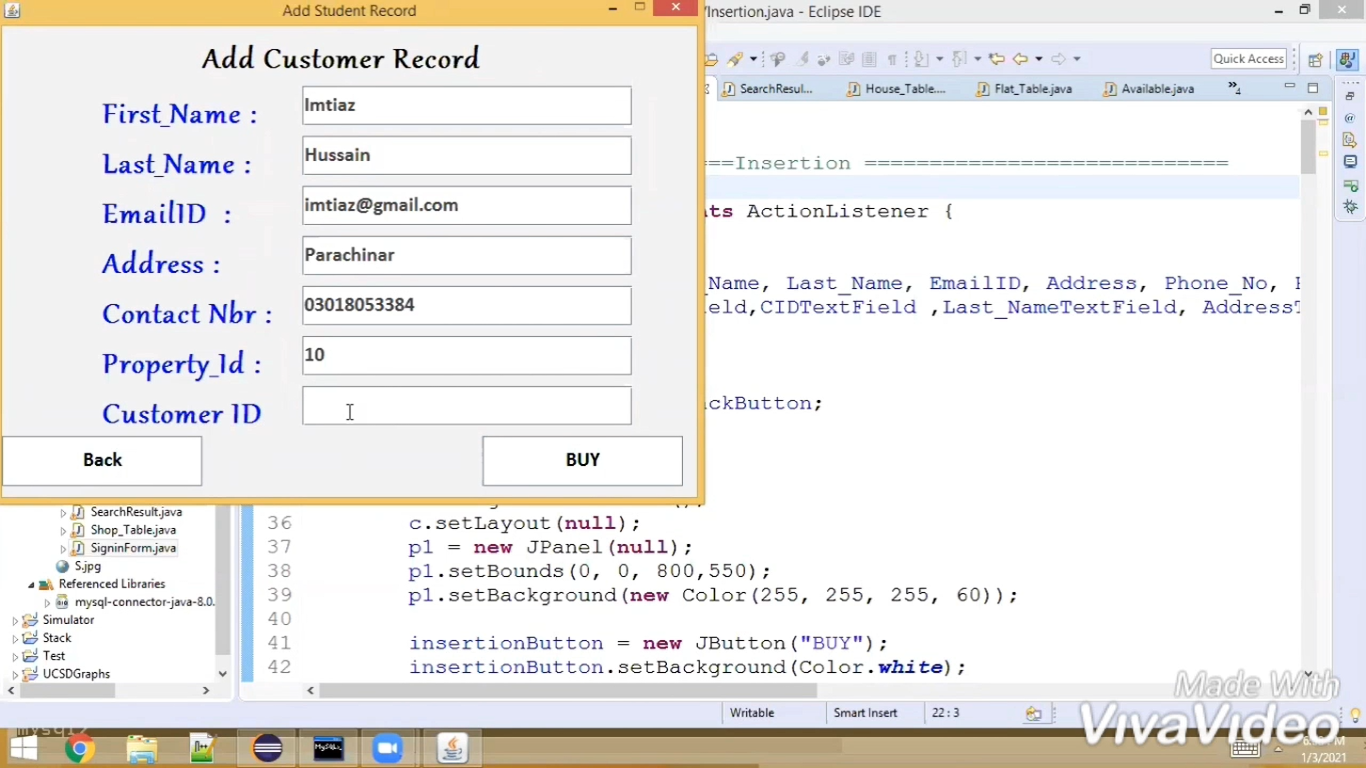 Add Student Record
/Insertion.java - Eclipse IDE
Add Customer Record
First_Name :
Imtiaz
Last_Name :
Hussain
EmailID :
imtiaz@gmail.com
Address :
Parachinar
Contact Nbr :
03018053384
Property_Id :
10
Customer ID
Back
BUY
Quick Access
SearchResul...
House_Table....
Flat_Table.java
Available.java
»4
===Insertion ============================
nts ActionListener {
_Name, Last_Name, EmailID, Address, Phone_No,
eld,CIDTextField ,Last_NameTextField, AddressT
ckButton;
36 c.setLayout(null);
37 p1 = new JPanel(null);
38 p1.setBounds(0, 0, 800,550);
39 p1.setBackground(new Color(255, 255, 255, 60));
40
41 insertionButton = new JButton("BUY");
42 insertionButton.setBackground(Color.white);
SearchResult.java
Shop_Table.java
SigninForm.java
S.jpg
Referenced Libraries
mysql-connector-java-8.0.
Simulator
Stack
Test
UCSDGraphs
Writable
Smart Insert
22 : 3
Made With
VivaVideo
1/3/2021